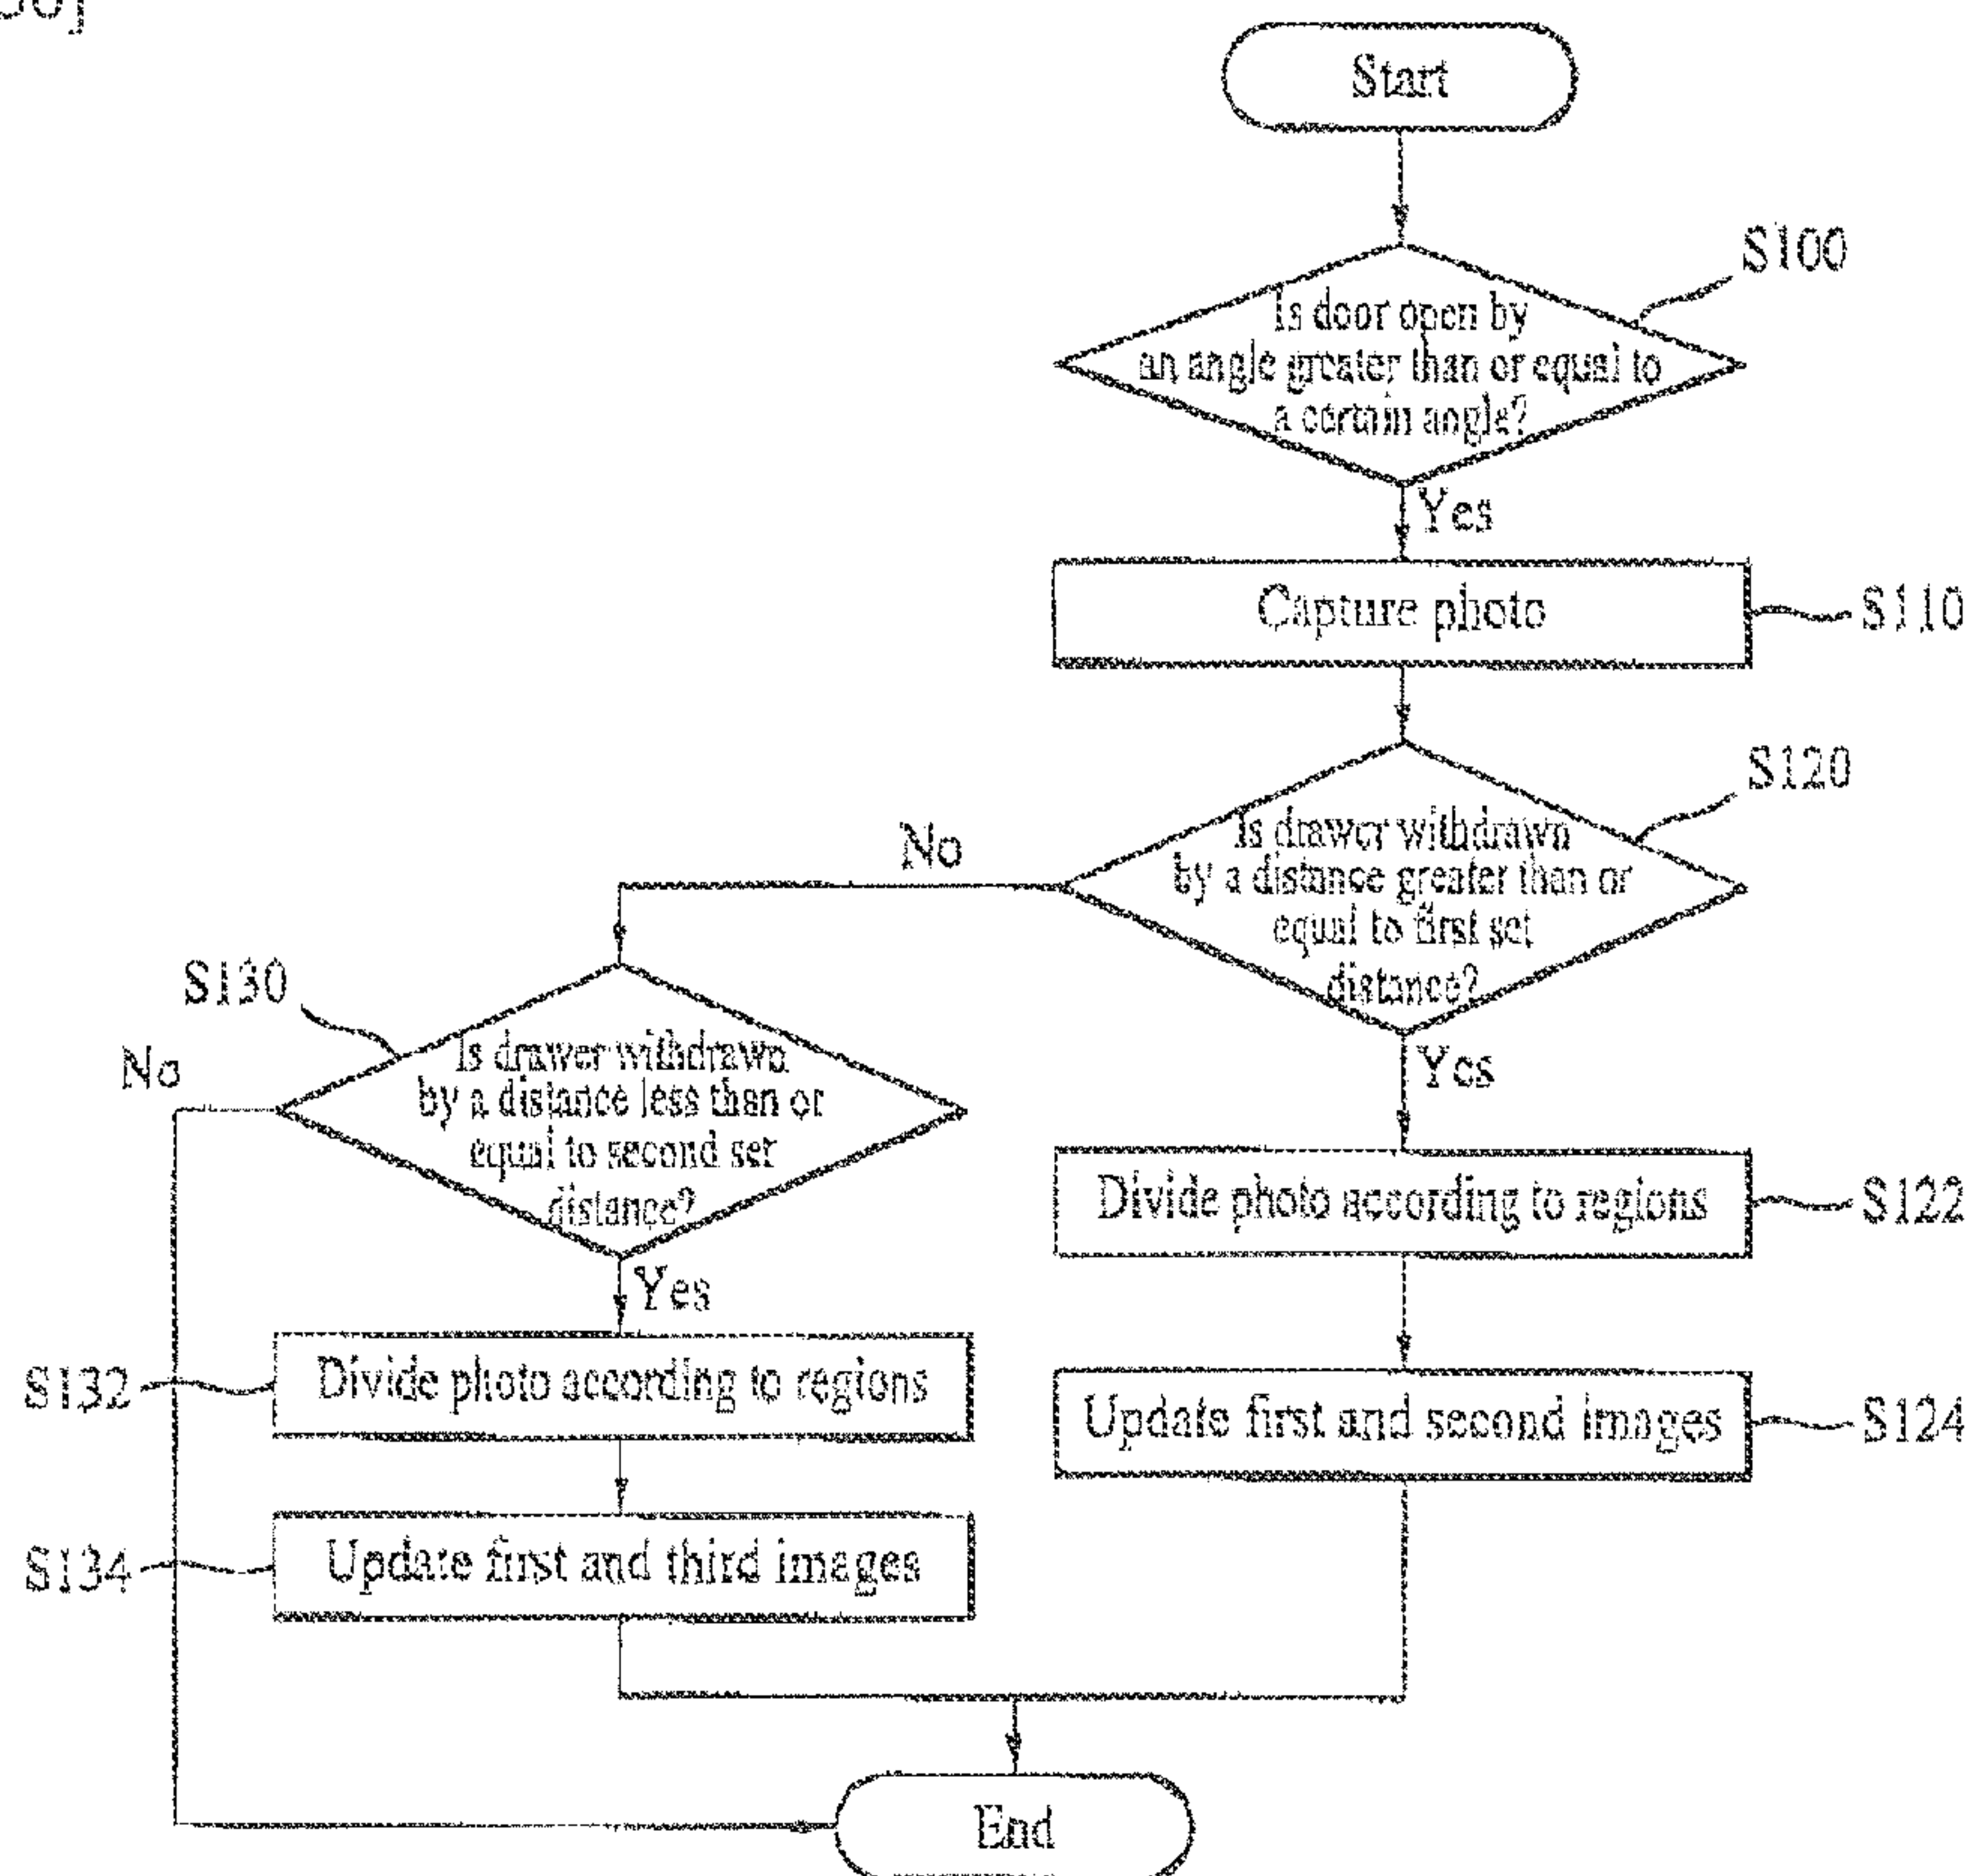 Start
S100
Is door open by
an angle greater than or equal to
a certain angle?
Yes
Capture photo
S110
S120
Is drawer withdrawn
by a distance greater than or
equal to first set
distance?
No
Yes
S130
Is drawer withdrawn
by a distance less than or
equal to second set
distance?
No
Yes
Divide photo according to regions
S122
Update first and second images
S124
S132
Divide photo according to regions
S134
Update first and third images
End